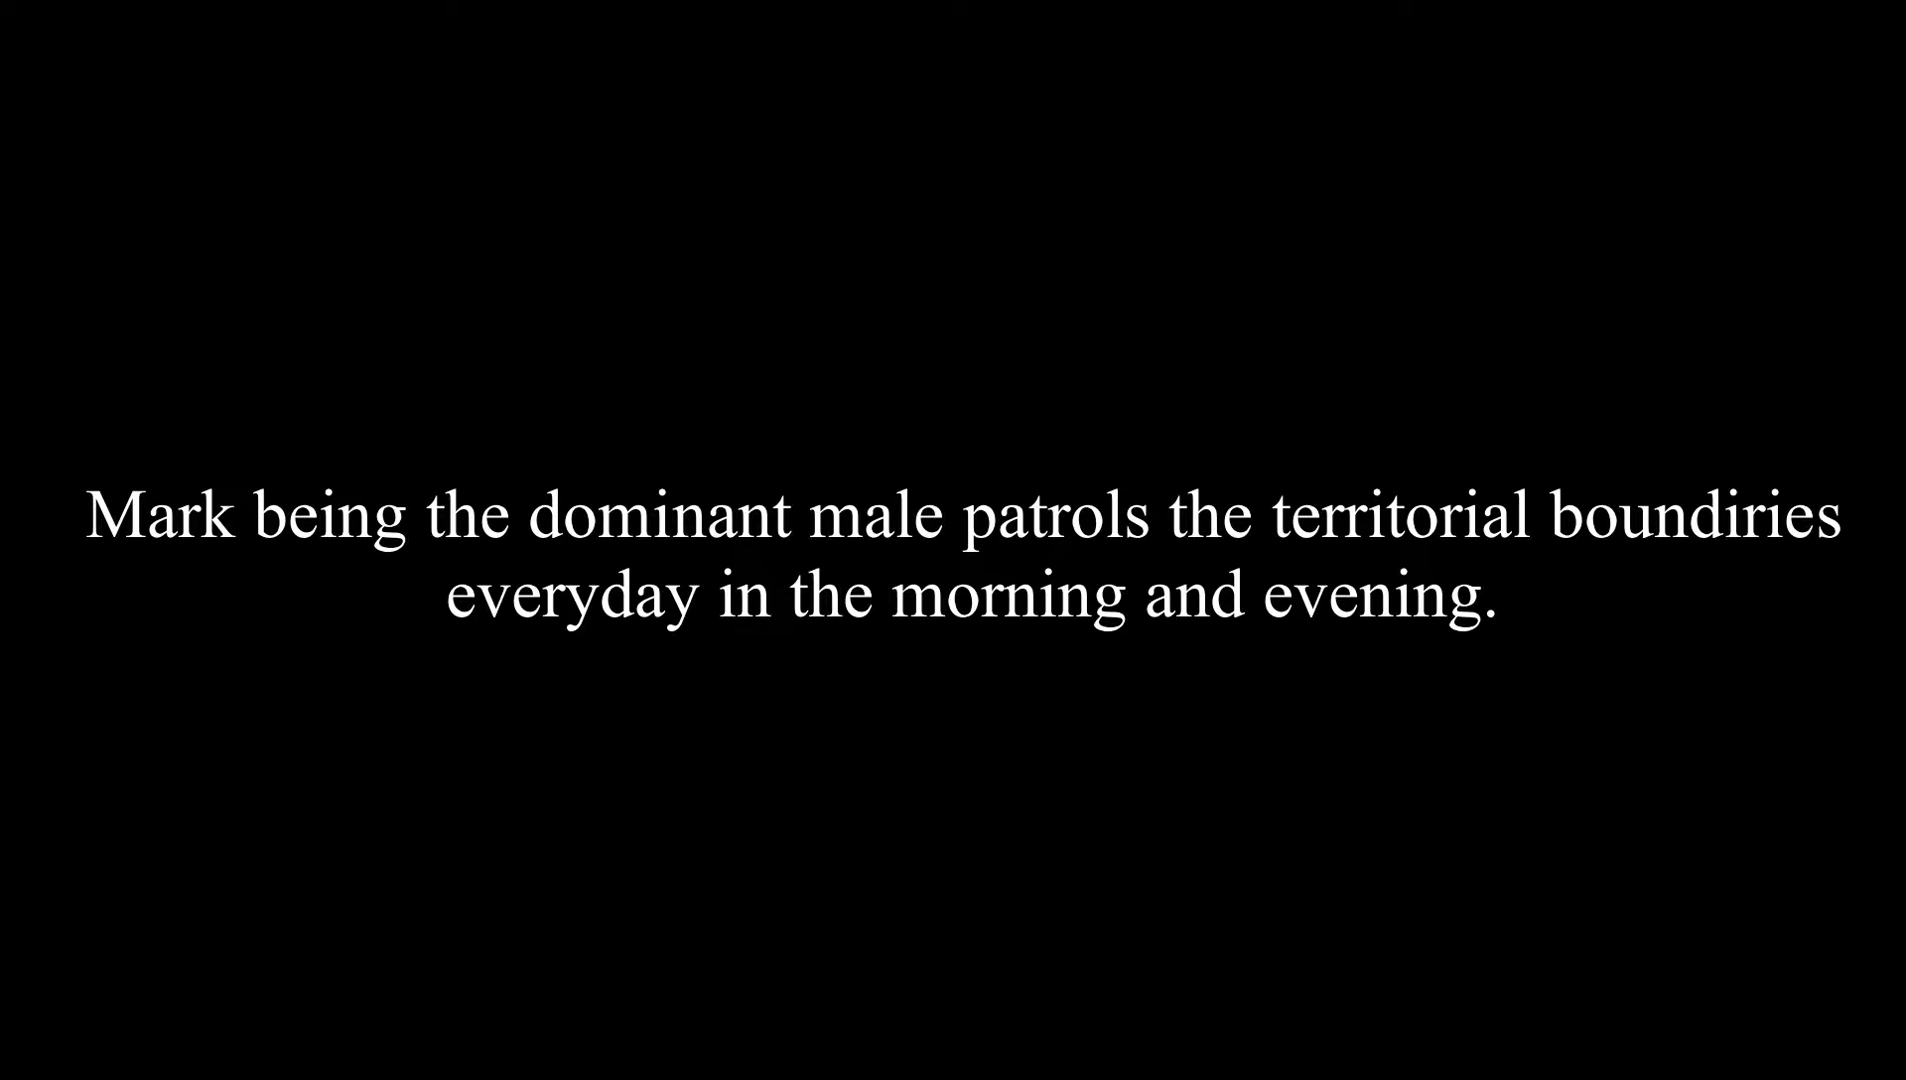 Mark being the dominant male patrols the territorial boundiries
everyday in the morning and evening.